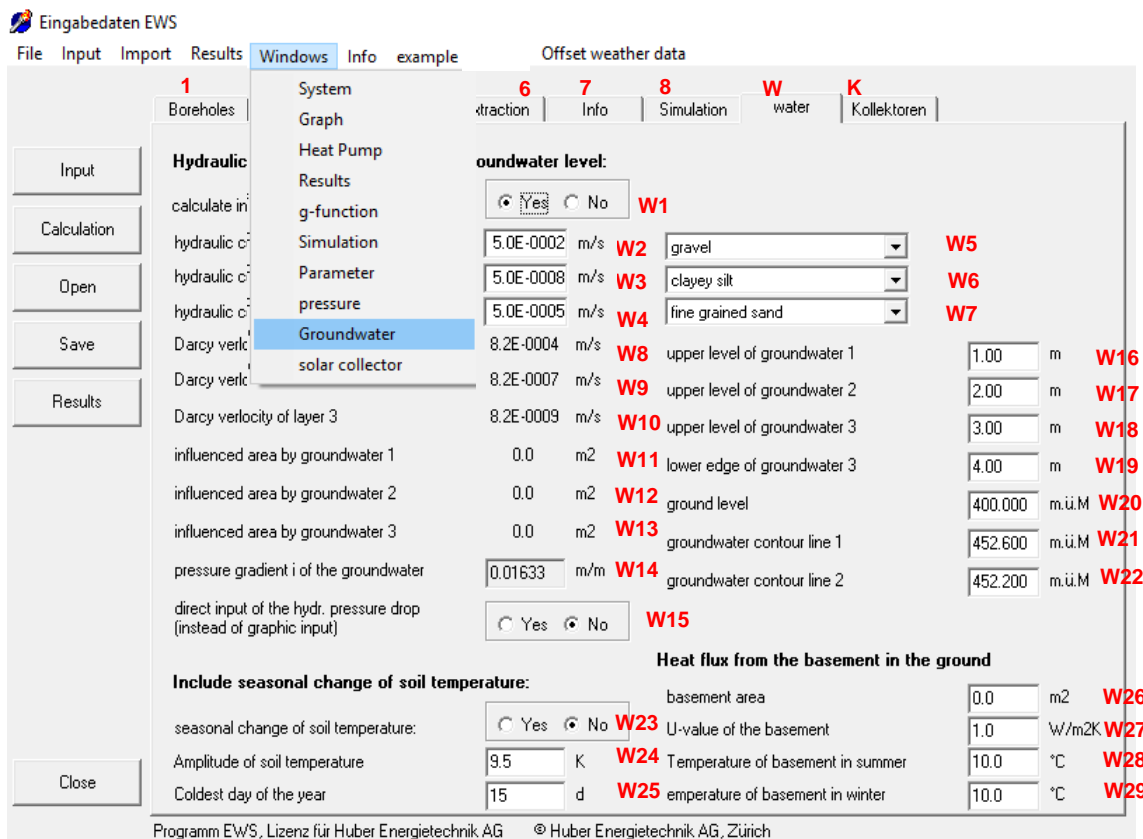 Eingabedaten EWS
File Input Import Results Windows Info example Offset weather data
System
Graph
Heat Pump
Results
g-function
Simulation
Parameter
pressure
Groundwater
solar collector
1 6 7 8 W K
Boreholes xtraction Info Simulation water Kollektoren
Input
Calculation
Open
Save
Results
Close
Hydraulic oundwater level:
calculate in Yes No W1
hydraulic c 5.0E-0002 m/s W2 gravel W5
hydraulic c 5.0E-0008 m/s W3 clayey silt W6
hydraulic c 5.0E-0005 m/s W4 fine grained sand W7
Darcy verlc 8.2E-0004 m/s W8 upper level of groundwater 1 1.00 m W16
Darcy verlc 8.2E-0007 m/s W9 upper level of groundwater 2 2.00 m W17
Darcy verlocity of layer 3 8.2E-0009 m/s W10 upper level of groundwater 3 3.00 m W18
influenced area by groundwater 1 0.0 m2 W11 lower edge of groundwater 3 4.00 m W19
influenced area by groundwater 2 0.0 m2 W12 ground level 400.000 m.ü.M W20
influenced area by groundwater 3 0.0 m2 W13 groundwater contour line 1 452.600 m.ü.M W21
pressure gradient i of the groundwater 0.01633 m/m W14 groundwater contour line 2 452.200 m.ü.M W22
direct input of the hydr. pressure drop
(instead of graphic input) Yes No W15
Heat flux from the basement in the ground
Include seasonal change of soil temperature:
basement area 0.0 m2 W26
seasonal change of soil temperature: Yes No W23 U-value of the basement 1.0 W/m2K W27
Amplitude of soil temperature 9.5 K W24 Temperature of basement in summer 10.0 °C W28
Coldest day of the year 15 d W25 emperature of basement in winter 10.0 °C W29
Programm EWS, Lizenz für Huber Energietechnik AG © Huber Energietechnik AG, Zürich